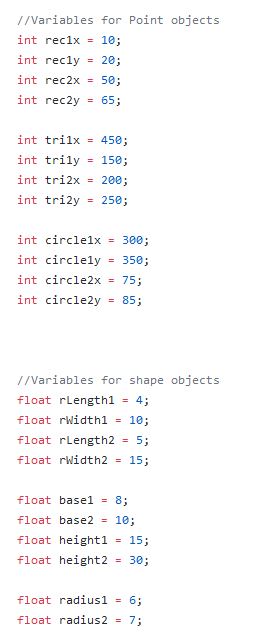 //Variables for Point objects
int rec1x = 10;
int rec1y = 20;
int rec2x = 50;
int rec2y = 65;
int tri1x = 450;
int tri1y = 150;
int tri2x = 200;
int tri2y = 250;
int circle1x = 300;
int circle1y = 350;
int circle2x = 75;
int circle2y = 85;
//Variables for shape objects
float rLength1 = 4;
float rWidth1 = 10;
float rLength2 = 5;
float rWidth2 = 15;
float base1 = 8;
float base2 = 10;
float height1 = 15;
float height2 = 30;
float radius1 = 6;
float radius2 = 7;